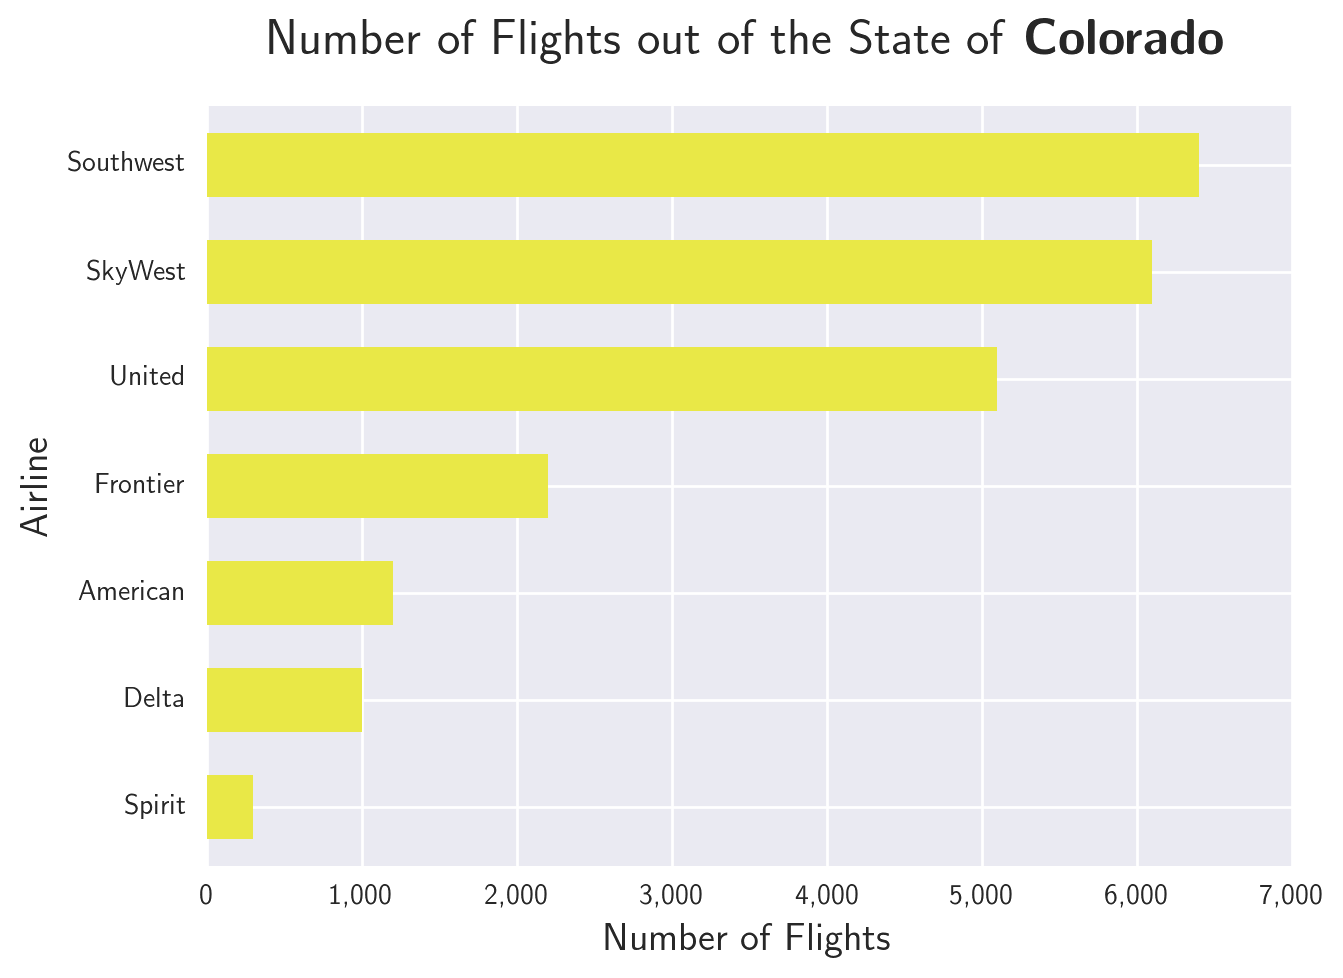 Number of Flights out of the State of Colorado
Southwest
SkyWest
United
Frontier
American
Delta
Spirit
Airline
0 1,000 2,000 3,000 4,000 5,000 6,000 7,000
Number of Flights